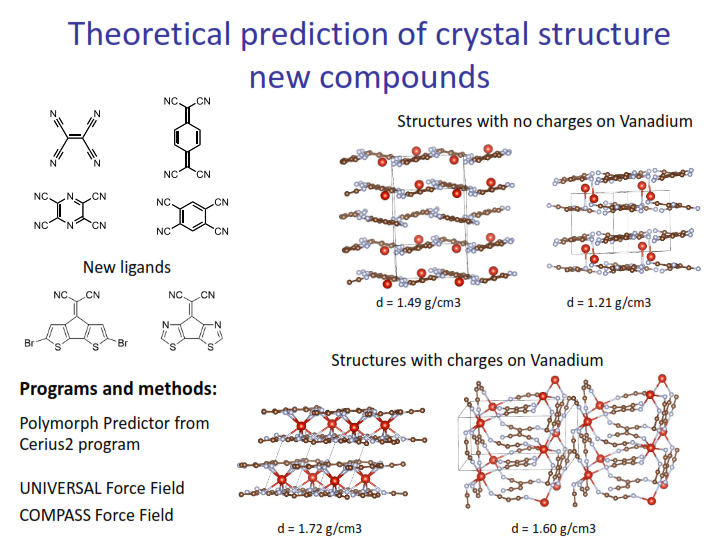 Theoretical prediction of crystal structure
new compounds
NC CN
CN CN
CN CN
NC CN
NC N CN
NC N CN
NC CN
NC CN
New ligands
Structures with no charges on Vanadium
d = 1.49 g/cm3
d = 1.21 g/cm3
NC CN
Br S S Br
NC CN
N N
S S
Structures with charges on Vanadium
Programs and methods:
Polymorph Predictor from
Cerius2 program
UNIVERSAL Force Field
COMPASS Force Field
d = 1.72 g/cm3
d = 1.60 g/cm3